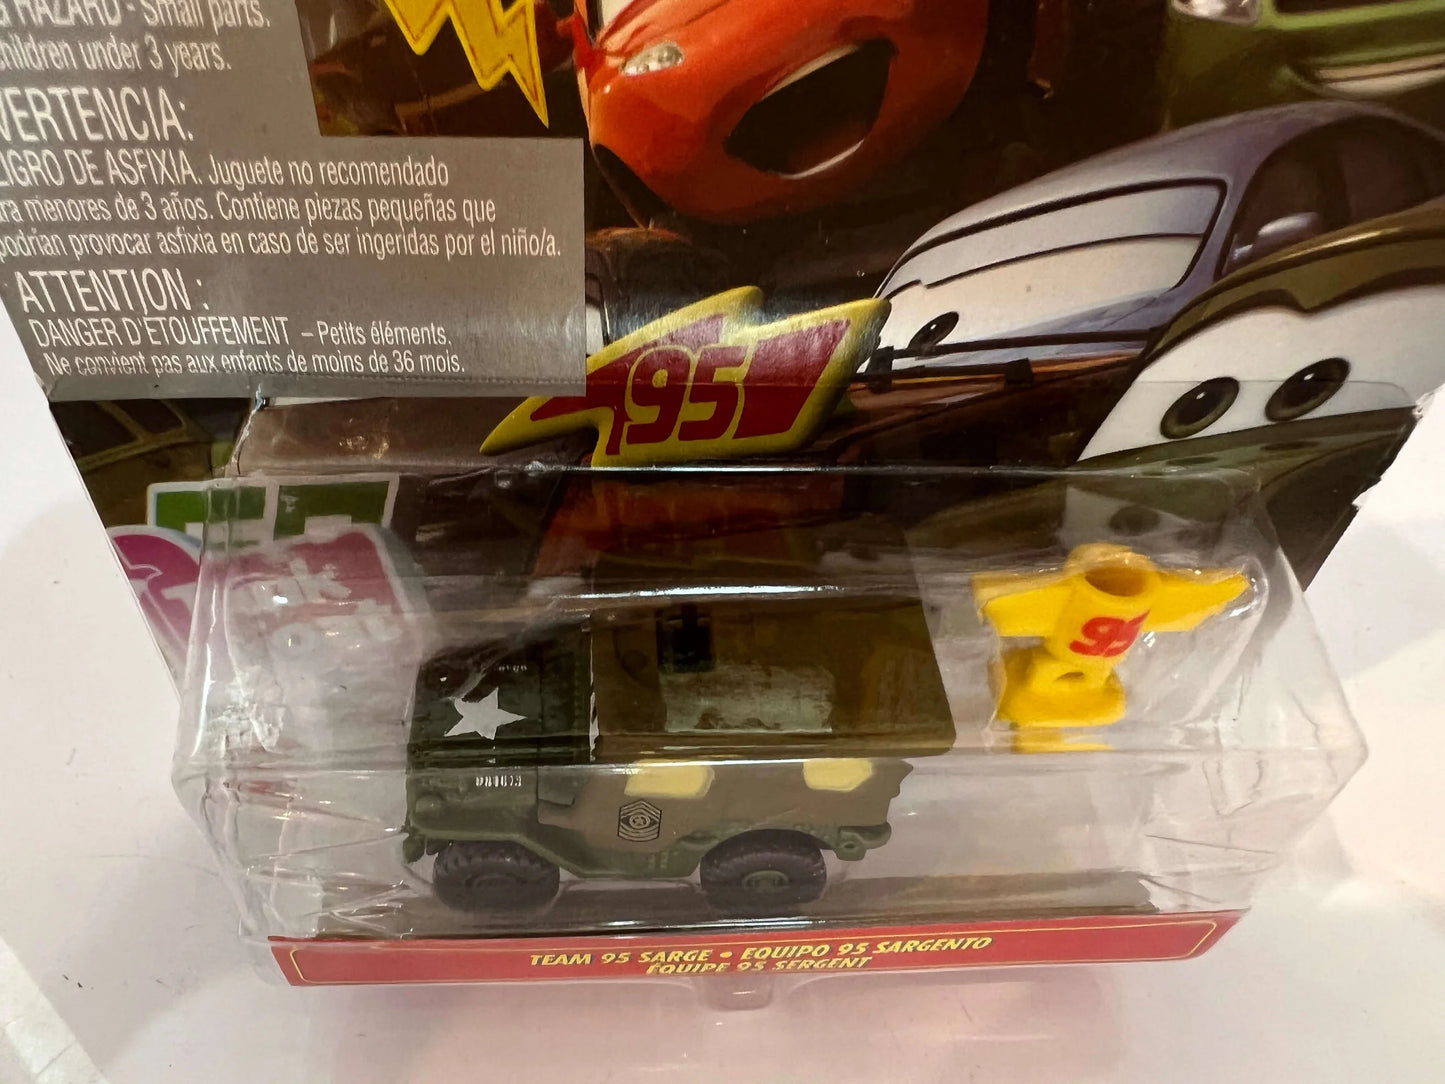 HAZARD - Small parts.
children under 3 years.
VERTENCIA:
LIGRO DE ASFIXIA. Juguete no recomendado
ara menores de 3 años. Contiene piezas pequeñas que
podrían provocar asfixia en caso de ser ingeridas por el niño/a.
ATTENTION :
DANGER D'ÉTOUFFEMENT – Petits éléments.
Ne convient pas aux enfants de moins de 36 mois.
95
95
TEAM 95 SARGE • EQUIPO 95 SARGENTO
ÉQUIPE 95 SERGENT